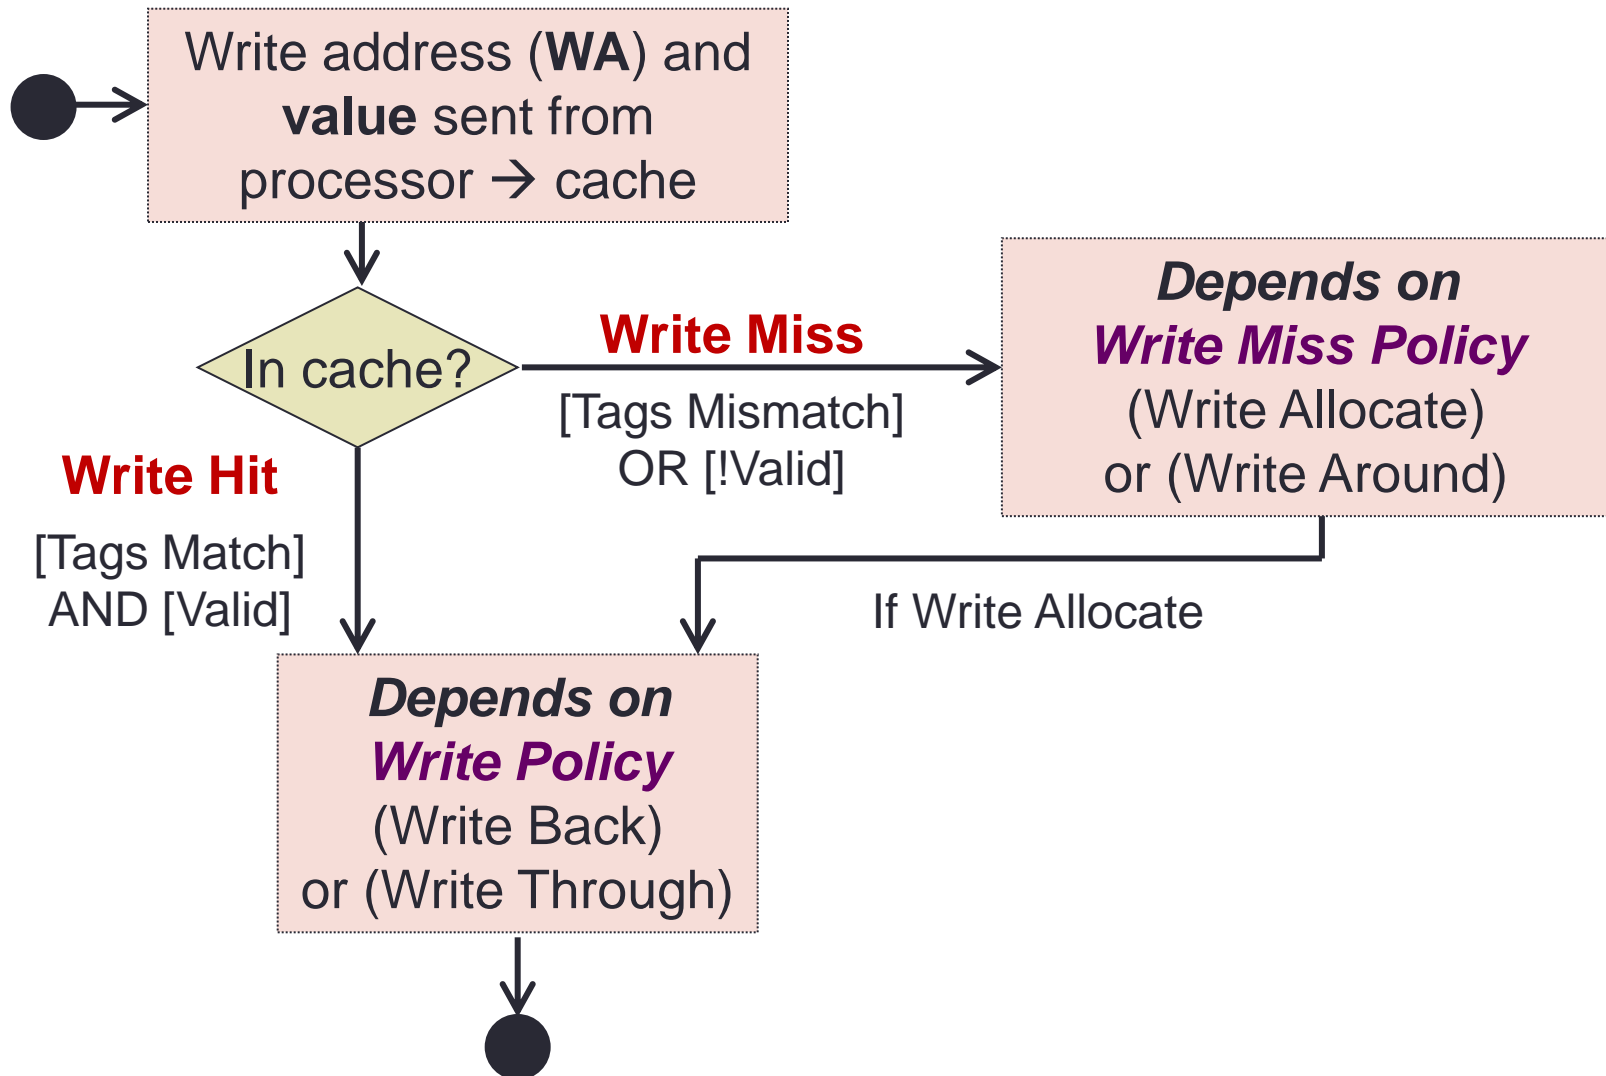 Write address (WA) and
value sent from
processor → cache
In cache?
Write Miss
[Tags Mismatch]
OR [!Valid]
Depends on
Write Miss Policy
(Write Allocate)
or (Write Around)
Write Hit
[Tags Match]
AND [Valid]
If Write Allocate
Depends on
Write Policy
(Write Back)
or (Write Through)